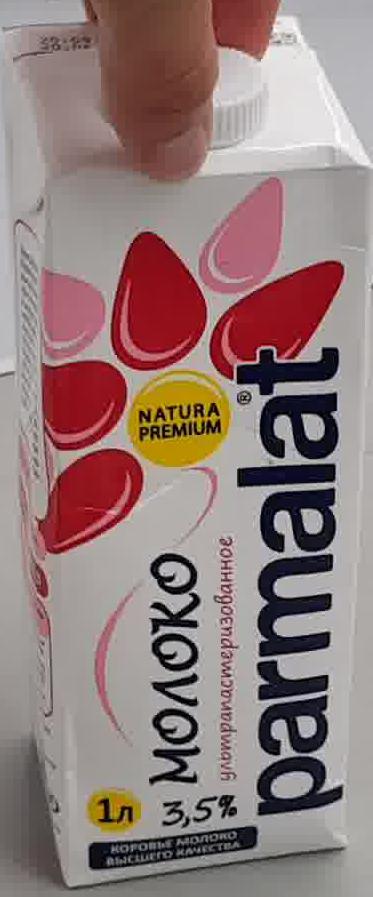 NATURA
PREMIUM
parmalat®
МОЛОКО
ультрапастеризованное
1л 3,5%
КОРОВЬЕ МОЛОКО
ВЫСШЕГО КАЧЕСТВА